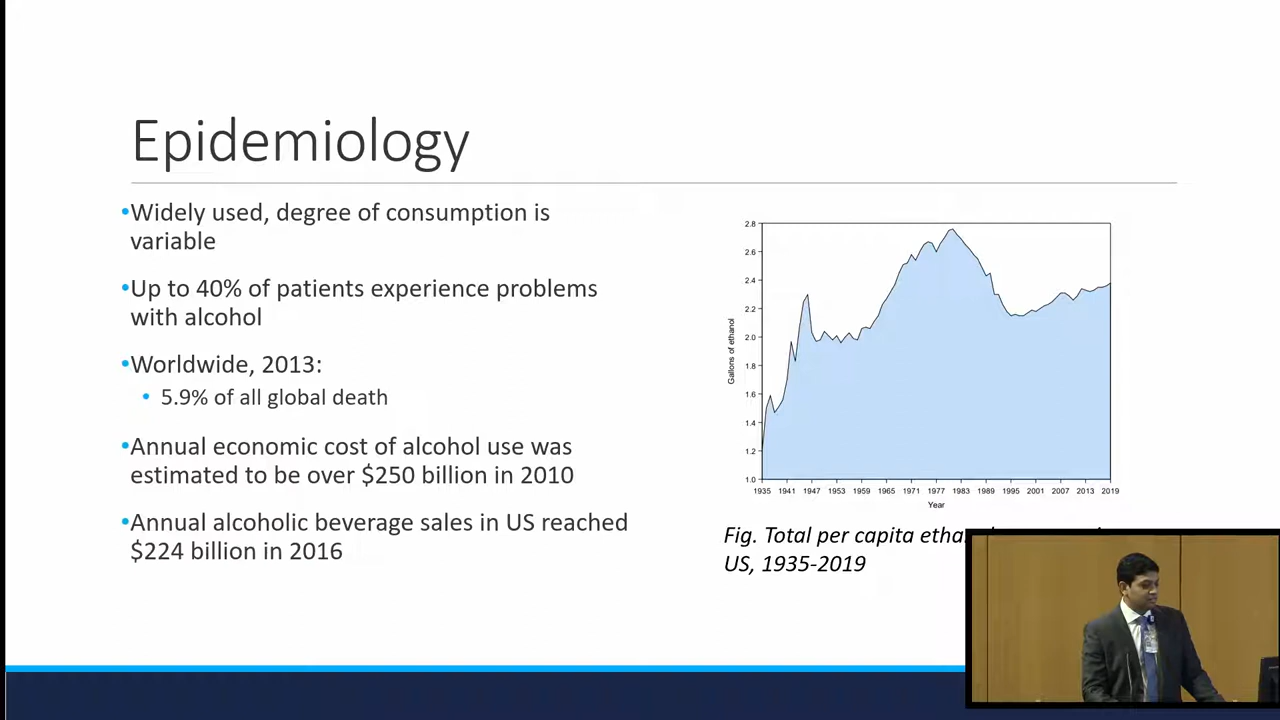 Epidemiology
•Widely used, degree of consumption is
variable
•Up to 40% of patients experience problems
with alcohol
•Worldwide, 2013:
• 5.9% of all global death
•Annual economic cost of alcohol use was
estimated to be over $250 billion in 2010
•Annual alcoholic beverage sales in US reached
$224 billion in 2016
2.8
2.6
2.4
2.2
2.0
1.8
1.6
1.4
1.2
1.0
Gallons of ethanol
1935 1941 1947 1953 1959 1965 1971 1977 1983 1989 1995 2001 2007 2013 2019
Year
Fig. Total per capita
US, 1935-2019